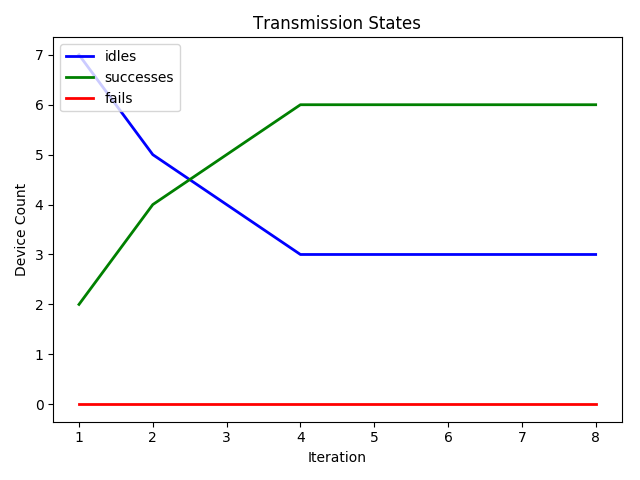 Transmission States
idles
successes
fails
7
6
5
4
3
2
1
0
Device Count
1 2 3 4 5 6 7 8
Iteration